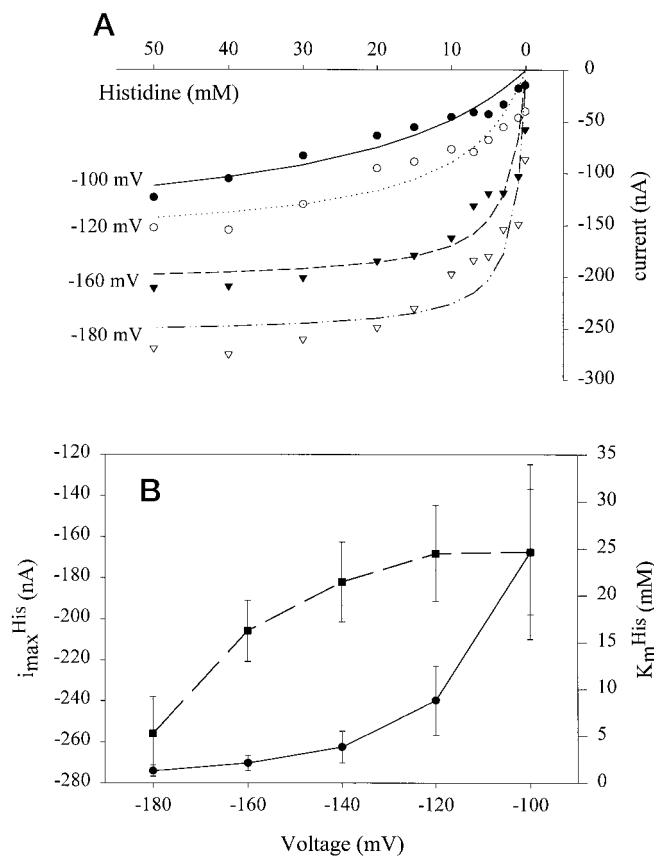 A
50 40 30 20 10 0
Histidine (mM)
0
-50
-100
-150
-200
-250
-300
current (nA)
-100 mV
-120 mV
-160 mV
-180 mV
B
-120
-140
-160
-180
-200
-220
-240
-260
-280
imax^His (nA)
35
30
25
20
15
10
5
0
Km^His (mM)
-180 -160 -140 -120 -100
Voltage (mV)